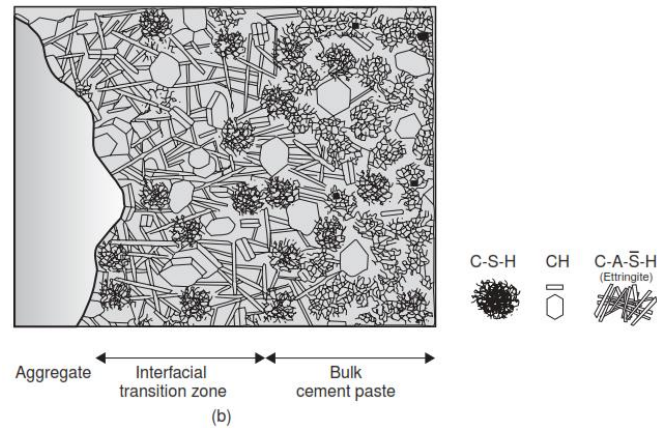 C-S-H CH C-A-S̅-H
(Ettringite)
Aggregate Interfacial Bulk
transition zone cement paste
(b)